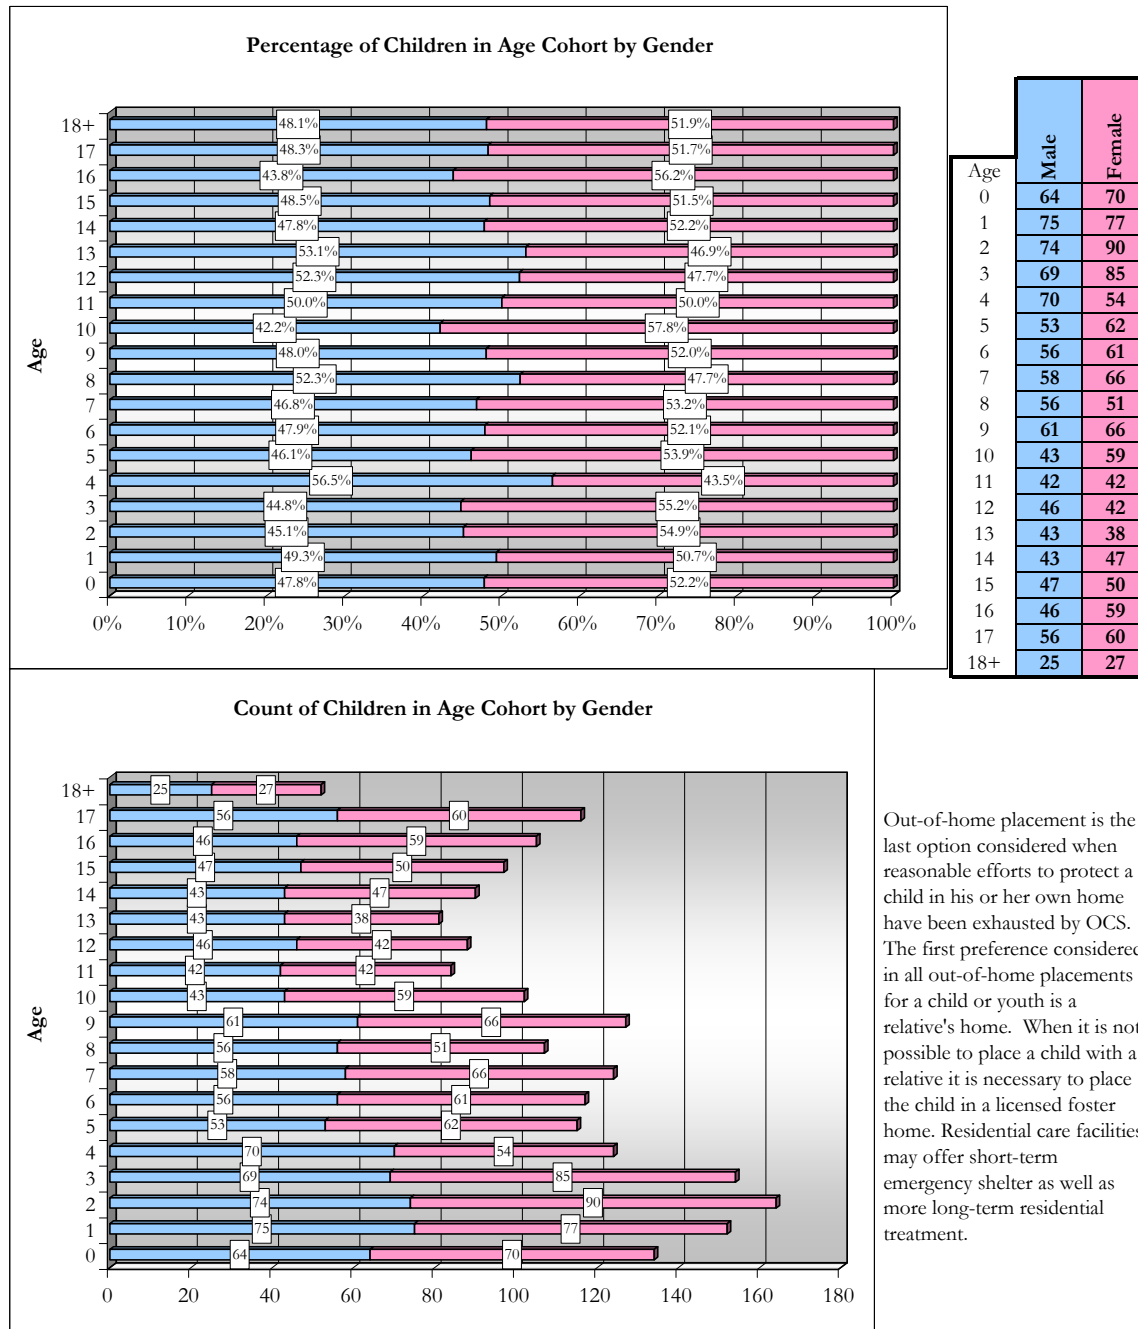 Percentage of Children in Age Cohort by Gender
18+ 48.1% 51.9%
17 48.3% 51.7%
16 43.8% 56.2%
15 48.5% 51.5%
14 47.8% 52.2%
13 53.1% 46.9%
12 52.3% 47.7%
11 50.0% 50.0%
10 42.2% 57.8%
9 48.0% 52.0%
8 52.3% 47.7%
7 46.8% 53.2%
6 47.9% 52.1%
5 46.1% 53.9%
4 56.5% 43.5%
3 44.8% 55.2%
2 45.1% 54.9%
1 49.3% 50.7%
0 47.8% 52.2%
Age
0% 10% 20% 30% 40% 50% 60% 70% 80% 90% 100%
Age Male Female
0 64 70
1 75 77
2 74 90
3 69 85
4 70 54
5 53 62
6 56 61
7 58 66
8 56 51
9 61 66
10 43 59
11 42 42
12 46 42
13 43 38
14 43 47
15 47 50
16 46 59
17 56 60
18+ 25 27
Count of Children in Age Cohort by Gender
18+ 25 27
17 56 60
16 46 59
15 47 50
14 43 47
13 43 38
12 46 42
11 42 42
10 43 59
9 61 66
8 56 51
7 58 66
6 56 61
5 53 62
4 70 54
3 69 85
2 74 90
1 75 77
0 64 70
Age
0 20 40 60 80 100 120 140 160 180
Out-of-home placement is the
last option considered when
reasonable efforts to protect a
child in his or her own home
have been exhausted by OCS.
The first preference considered
in all out-of-home placements
for a child or youth is a
relative's home. When it is not
possible to place a child with a
relative it is necessary to place
the child in a licensed foster
home. Residential care facilities
may offer short-term
emergency shelter as well as
more long-term residential
treatment.